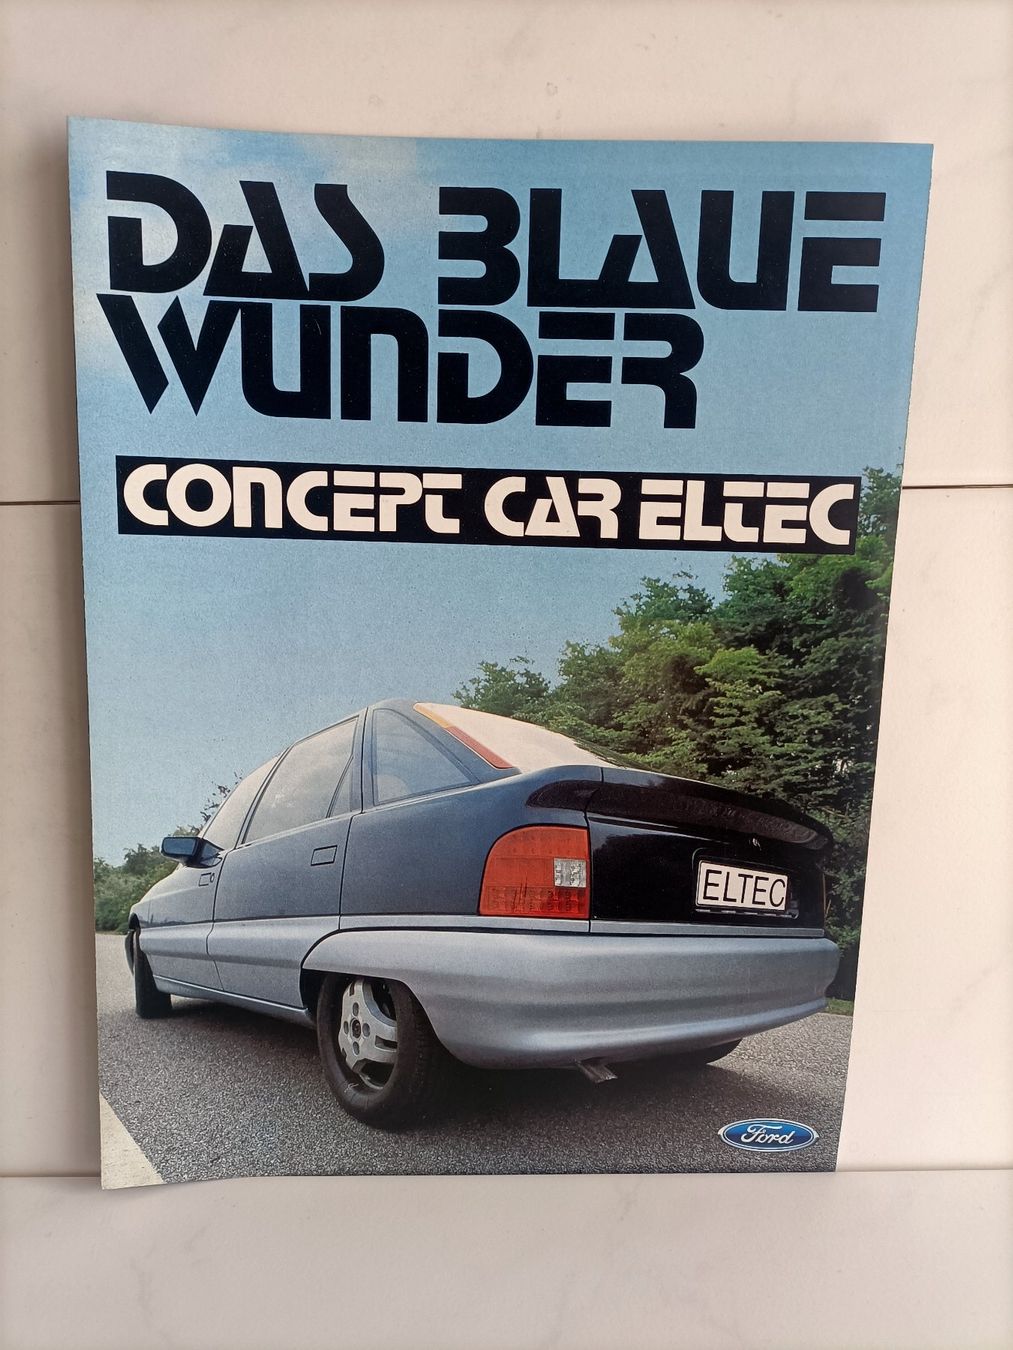 DAS BLAUE
WUNDER
CONCEPT CAR ELTEC
ELTEC
Ford